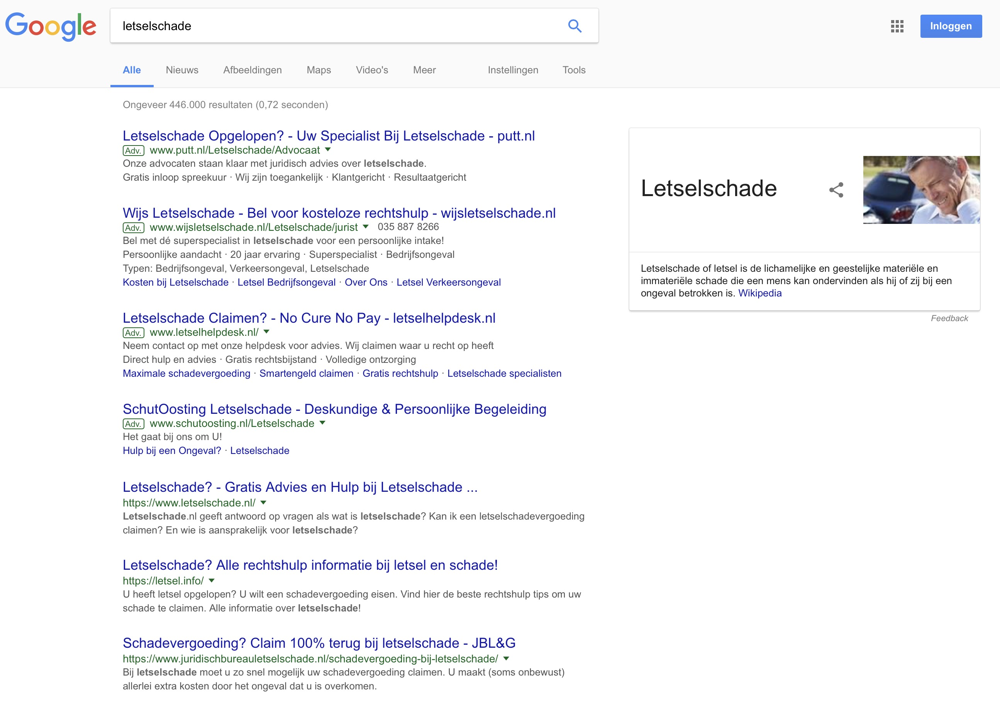 Google
letselschade
Inloggen
Alle Nieuws Afbeeldingen Maps Video's Meer Instellingen Tools
Ongeveer 446.000 resultaten (0,72 seconden)
Letselschade Opgelopen? - Uw Specialist Bij Letselschade - putt.nl
Adv. www.putt.nl/Letselschade/Advocaat
Onze advocaten staan klaar met juridisch advies over letselschade.
Gratis inloop spreekuur · Wij zijn toegankelijk · Klantgericht · Resultaatgericht
Wijs Letselschade - Bel voor kosteloze rechtshulp - wijsletselschade.nl
Adv. www.wijsletselschade.nl/Letselschade/jurist 035 887 8266
Bel met dé superspecialist in letselschade voor een persoonlijke intake!
Persoonlijke aandacht · 20 jaar ervaring · Superspecialist · Bedrijfsongeval
Typen: Bedrijfsongeval, Verkeersongeval, Letselschade
Kosten bij Letselschade · Letsel Bedrijfsongeval · Over Ons · Letsel Verkeersongeval
Letselschade Claimen? - No Cure No Pay - letselhelpdesk.nl
Adv. www.letselhelpdesk.nl/
Neem contact op met onze helpdesk voor advies. Wij claimen waar u recht op heeft
Direct hulp en advies · Gratis rechtsbijstand · Volledige ontzorging
Maximale schadevergoeding · Smartengeld claimen · Gratis rechtshulp · Letselschade specialisten
SchutOosting Letselschade - Deskundige & Persoonlijke Begeleiding
Adv. www.schutoosting.nl/Letselschade
Het gaat bij ons om U!
Hulp bij een Ongeval? · Letselschade
Letselschade? - Gratis Advies en Hulp bij Letselschade ...
https://www.letselschade.nl/
Letselschade.nl geeft antwoord op vragen als wat is letselschade? Kan ik een letselschadevergoeding
claimen? En wie is aansprakelijk voor letselschade?
Letselschade? Alle rechtshulp informatie bij letsel en schade!
https://letsel.info/
U heeft letsel opgelopen? U wilt een schadevergoeding eisen. Vind hier de beste rechtshulp tips om uw
schade te claimen. Alle informatie over letselschade!
Schadevergoeding? Claim 100% terug bij letselschade - JBL&G
https://www.juridischbureauletselschade.nl/schadevergoeding-bij-letselschade/
Bij letselschade moet u zo snel mogelijk uw schadevergoeding claimen. U maakt (soms onbewust)
allerlei extra kosten door het ongeval dat u is overkomen.
Letselschade
Letselschade of letsel is de lichamelijke en geestelijke materiële en
immateriële schade die een mens kan ondervinden als hij of zij bij een
ongeval betrokken is. Wikipedia
Feedback